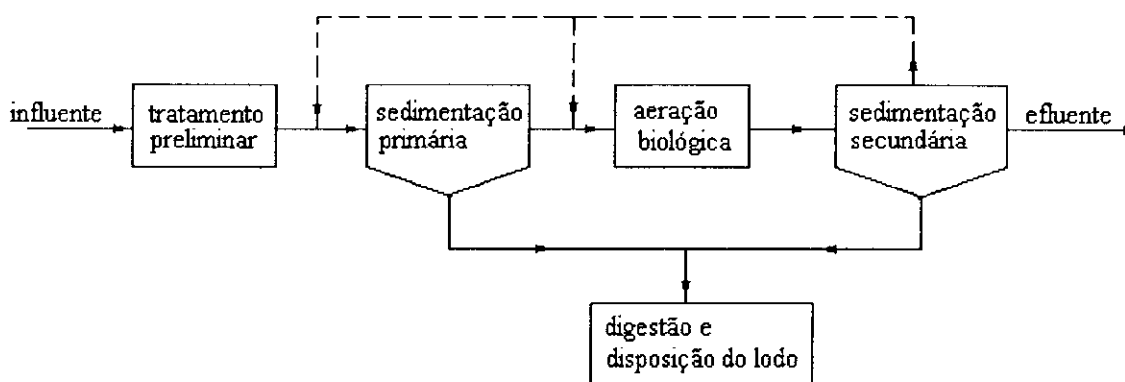 influente
tratamento
preliminar
sedimentação
primária
aeração
biológica
sedimentação
secundária
efluente
digestão e
disposição do lodo